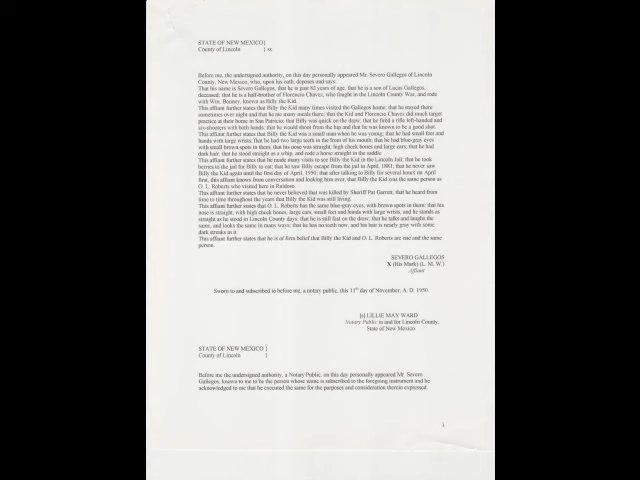 STATE OF NEW MEXICO}
County of Lincoln } ss
Before me, the undersigned authority, on this day personally appeared Mr. Severo Gallegos of Lincoln
County, New Mexico, who, upon his oath, deposes and says:
That his name is Severo Gallegos, that he is past 82 years of age, that he is a son of Lucas Gallegos,
deceased; that he is a half-brother of Florencio Chavez, who fought in the Lincoln County War, and rode
with Wm. Bonney, known as Billy the Kid.
This affiant further states that Billy the Kid many times visited the Gallegos home; that he stayed there
sometimes over night and that he ate many meals there; that the Kid and Florencio Chaves did much target
practice at their home in San Patricio; that Billy was quick on the draw; that he fired a rifle left-handed and
six-shooters with both hands; that he would shoot from the hip and that he was known to be a good shot.
This affiant further states that Billy the Kid was a small man when he was young; that he had small feet and
hands with large wrists; that he had two large teeth in the front of his mouth; that he had blue-gray eyes
with small brown spots in them; that his nose was straight, high cheek bones and large ears; that he had
dark hair; that he stood straight as a whip, and rode a horse straight in the saddle.
This affiant further states that he made many visits to see Billy the Kid in the Lincoln Jail; that he took
berries to the jail for Billy to eat; that he saw Billy escape from the jail in April, 1881; that he never saw
Billy the Kid again until the first day of April, 1950; that after talking to Billy for several hours on April
first, this affiant knows from conversation and looking him over, that Billy the Kid was the same person as
O. L. Roberts who visited here in Ruidoso.
This affiant further states that he never believed that was killed by Sheriff Pat Garrett; that he heard from
time to time throughout the years that Billy the Kid was still living.
This affiant further states that O. L. Roberts has the same blue-gray eyes, with brown spots in them; that his
nose is straight, with high cheek bones, large ears, small feet and hands with large wrists, and he stands as
straight as he stood in Lincoln County days; that he is still fast on the draw; that he talks and laughs the
same, and looks the same in many ways; that he has no teeth now, and his hair is nearly gray with some
dark streaks in it.
This affiant further states that he is of firm belief that Billy the Kid and O. L. Roberts are one and the same
person.
SEVERO GALLEGOS
X (His Mark) (L. M. W.)
Affiant
Sworn to and subscribed to before me, a notary public, this 11th day of November, A. D. 1950.
[s] LILLIE MAY WARD
Notary Public in and for Lincoln County,
State of New Mexico
STATE OF NEW MEXICO }
County of Lincoln }
Before me the undersigned authority, a Notary Public, on this day personally appeared Mr. Severo
Gallegos, known to me to be the person whose name is subscribed to the foregoing instrument and he
acknowledged to me that he executed the same for the purposes and consideration therein expressed.